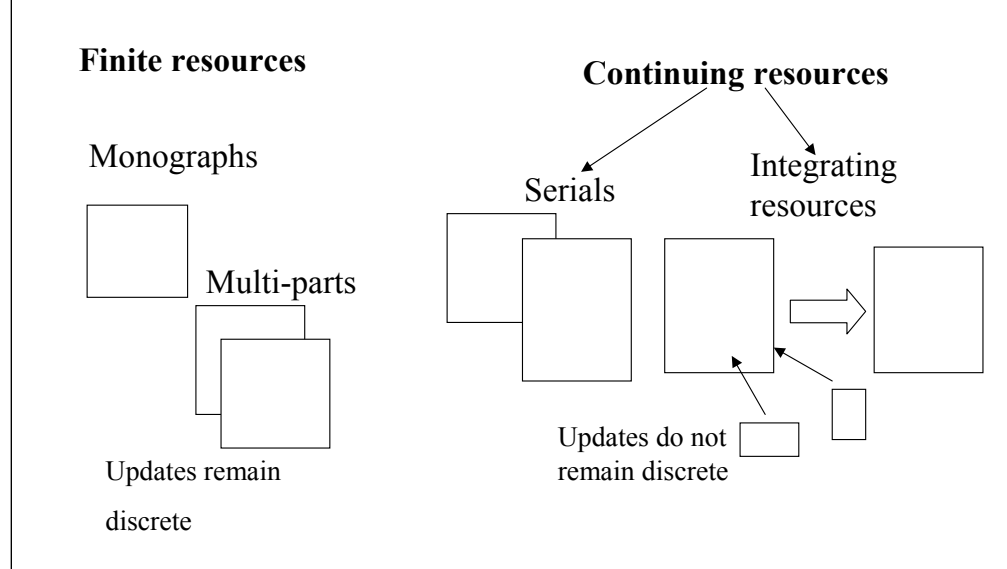 Finite resources
Monographs
Multi-parts
Updates remain
discrete
Continuing resources
Serials
Integrating
resources
Updates do not
remain discrete